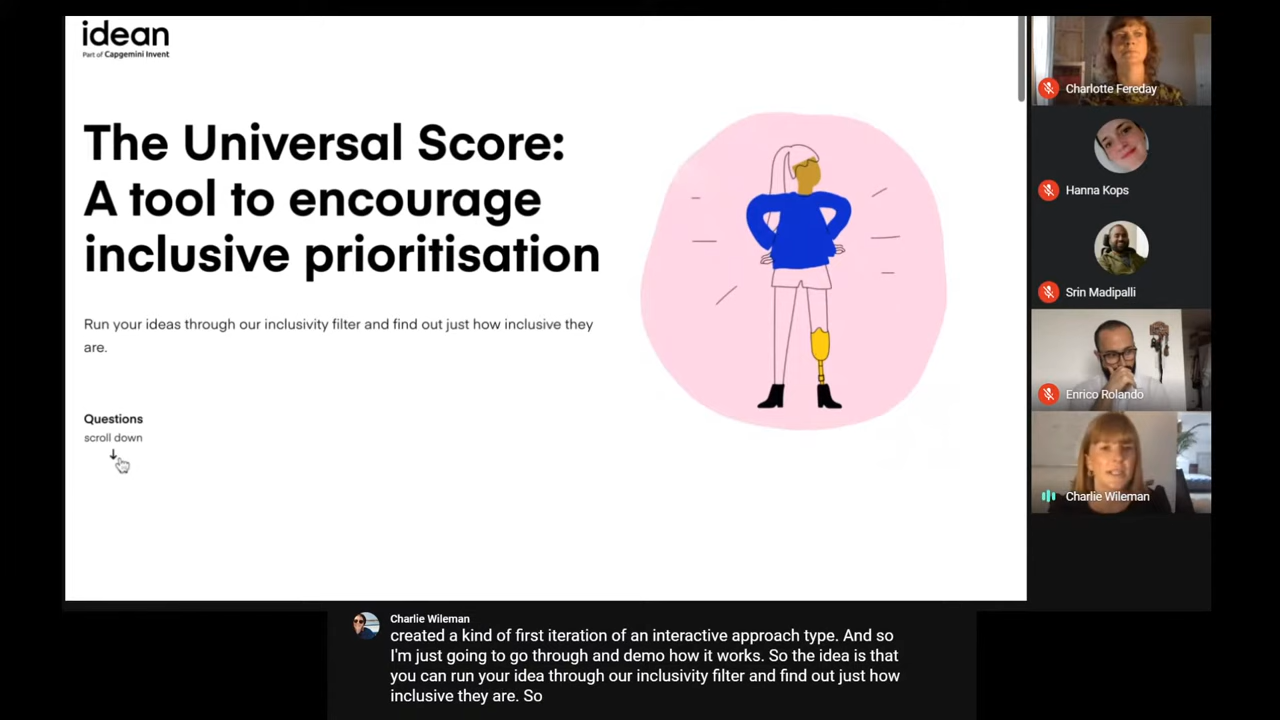 idean
Part of Capgemini Invent
The Universal Score:
A tool to encourage
inclusive prioritisation
Run your ideas through our inclusivity filter and find out just how inclusive they
are.
Questions
scroll down
Charlotte Fereday
Hanna Kops
Srin Madipalli
Enrico Rolando
Charlie Wileman
Charlie Wileman
created a kind of first iteration of an interactive approach type. And so
I'm just going to go through and demo how it works. So the idea is that
you can run your idea through our inclusivity filter and find out just how
inclusive they are. So